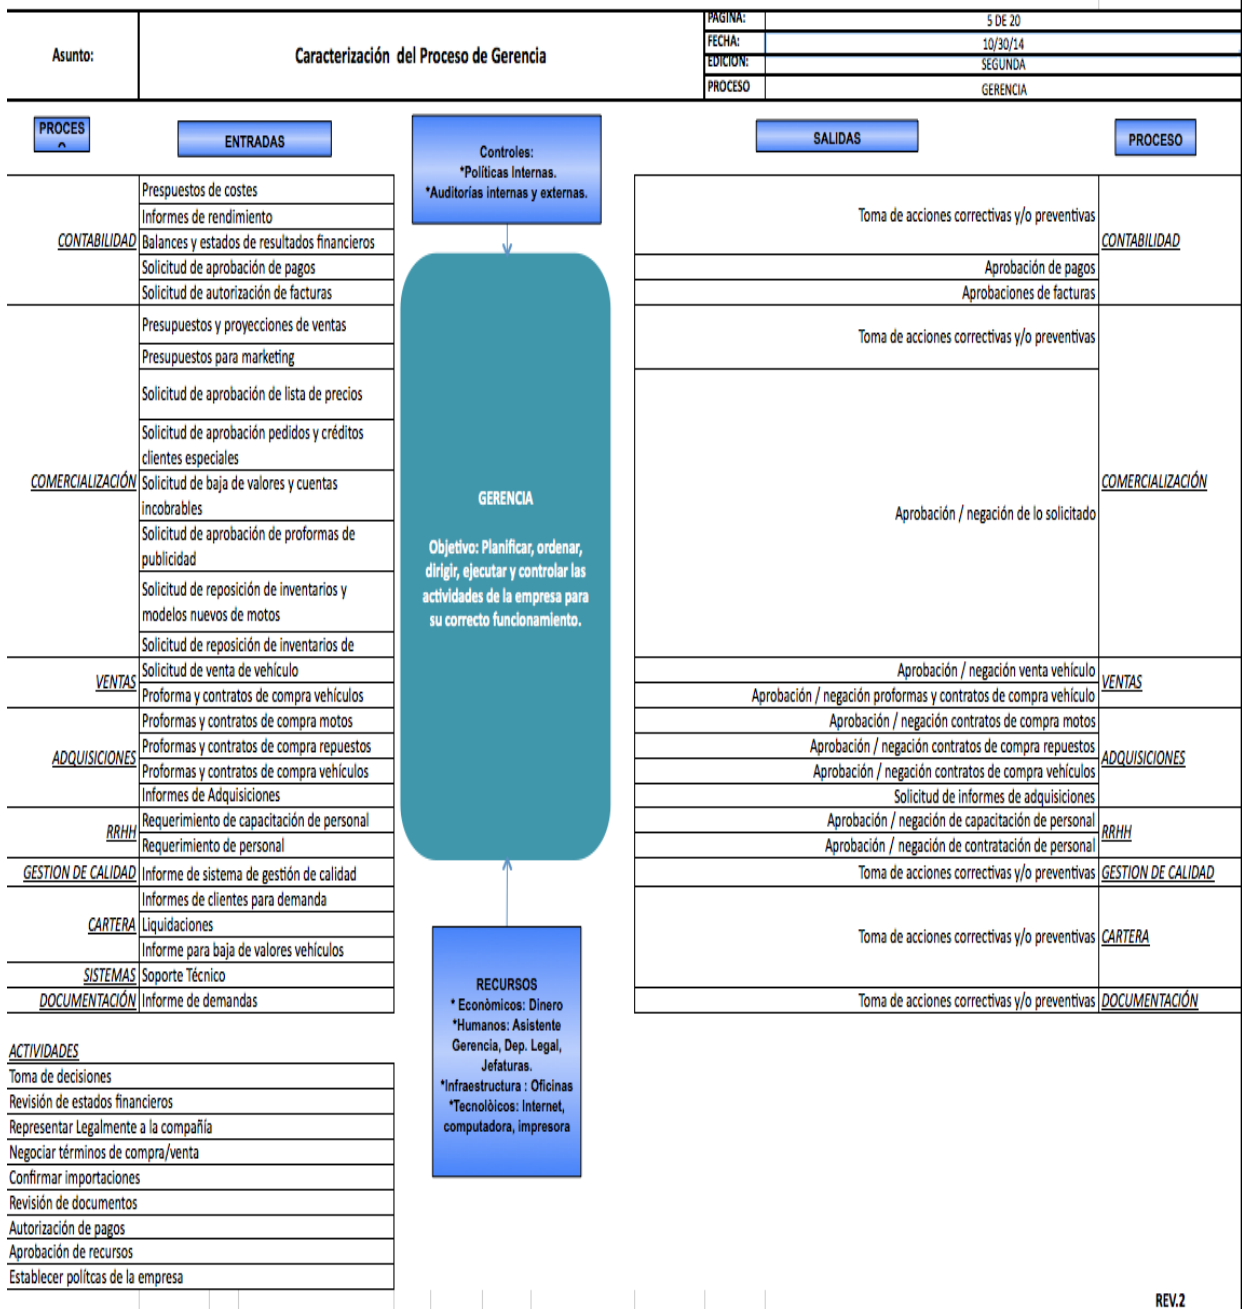 Asunto:
Caracterización del Proceso de Gerencia
PAGINA:
5 DE 20
FECHA:
10/30/14
EDICION:
SEGUNDA
PROCESO
GERENCIA
PROCES
ENTRADAS
Controles:
*Políticas Internas.
*Auditorías internas y externas.
SALIDAS
PROCESO
CONTABILIDAD
Prespuestos de costes
Informes de rendimiento
Balances y estados de resultados financieros
Solicitud de aprobación de pagos
Solicitud de autorización de facturas
COMERCIALIZACIÓN
Presupuestos y proyecciones de ventas
Presupuestos para marketing
Solicitud de aprobación de lista de precios
Solicitud de aprobación pedidos y créditos
clientes especiales
Solicitud de baja de valores y cuentas
incobrables
Solicitud de aprobación de proformas de
publicidad
Solicitud de reposición de inventarios y
modelos nuevos de motos
Solicitud de reposición de inventarios de
VENTAS
Solicitud de venta de vehículo
Proforma y contratos de compra vehículos
ADQUISICIONES
Proformas y contratos de compra motos
Proformas y contratos de compra repuestos
Proformas y contratos de compra vehículos
Informes de Adquisiciones
RRHH
Requerimiento de capacitación de personal
Requerimiento de personal
GESTION DE CALIDAD
Informe de sistema de gestión de calidad
CARTERA
Informes de clientes para demanda
Liquidaciones
Informe para baja de valores vehículos
SISTEMAS
Soporte Técnico
DOCUMENTACIÓN
Informe de demandas
GERENCIA
Objetivo: Planificar, ordenar,
dirigir, ejecutar y controlar las
actividades de la empresa para
su correcto funcionamiento.
RECURSOS
* Econòmicos: Dinero
*Humanos: Asistente
Gerencia, Dep. Legal,
Jefaturas.
*Infraestructura : Oficinas
*Tecnolòicos: Internet,
computadora, impresora
Toma de acciones correctivas y/o preventivas
Aprobación de pagos
Aprobaciones de facturas
CONTABILIDAD
Toma de acciones correctivas y/o preventivas
Aprobación / negación de lo solicitado
COMERCIALIZACIÓN
Aprobación / negación venta vehículo
Aprobación / negación proformas y contratos de compra vehículo
VENTAS
Aprobación / negación contratos de compra motos
Aprobación / negación contratos de compra repuestos
Aprobación / negación contratos de compra vehículos
Solicitud de informes de adquisiciones
ADQUISICIONES
Aprobación / negación de capacitación de personal
Aprobación / negación de contratación de personal
RRHH
Toma de acciones correctivas y/o preventivas
GESTION DE CALIDAD
Toma de acciones correctivas y/o preventivas
CARTERA
Toma de acciones correctivas y/o preventivas
DOCUMENTACIÓN
ACTIVIDADES
Toma de decisiones
Revisión de estados financieros
Representar Legalmente a la compañía
Negociar términos de compra/venta
Confirmar importaciones
Revisión de documentos
Autorización de pagos
Aprobación de recursos
Establecer polítcas de la empresa
REV.2